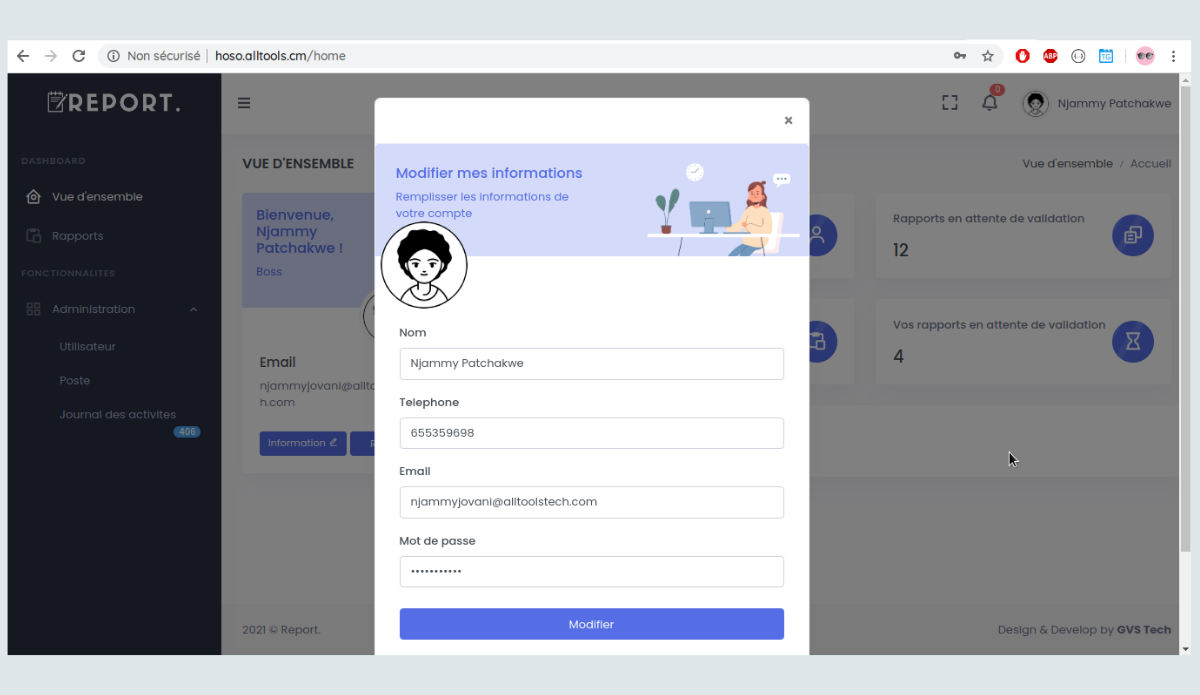 Non sécurisé | hoso.alltools.cm/home
ABP
TG
REPORT.
DASHBOARD
Vue d'ensemble
Rapports
FONCTIONNALITES
Administration
Utilisateur
Poste
Journal des activites
406
0
Njammy Patchakwe
VUE D'ENSEMBLE
Vue d'ensemble / Accueil
Bienvenue,
Njammy
Patchakwe !
Boss
Email
njammyjovani@allto
h.com
Information
Modifier mes informations
Remplisser les informations de
votre compte
Nom
Njammy Patchakwe
Telephone
655359698
Email
njammyjovani@alltoolstech.com
Mot de passe
•••••••••••
Modifier
Rapports en attente de validation
12
Vos rapports en attente de validation
4
2021 © Report.
Design & Develop by GVS Tech